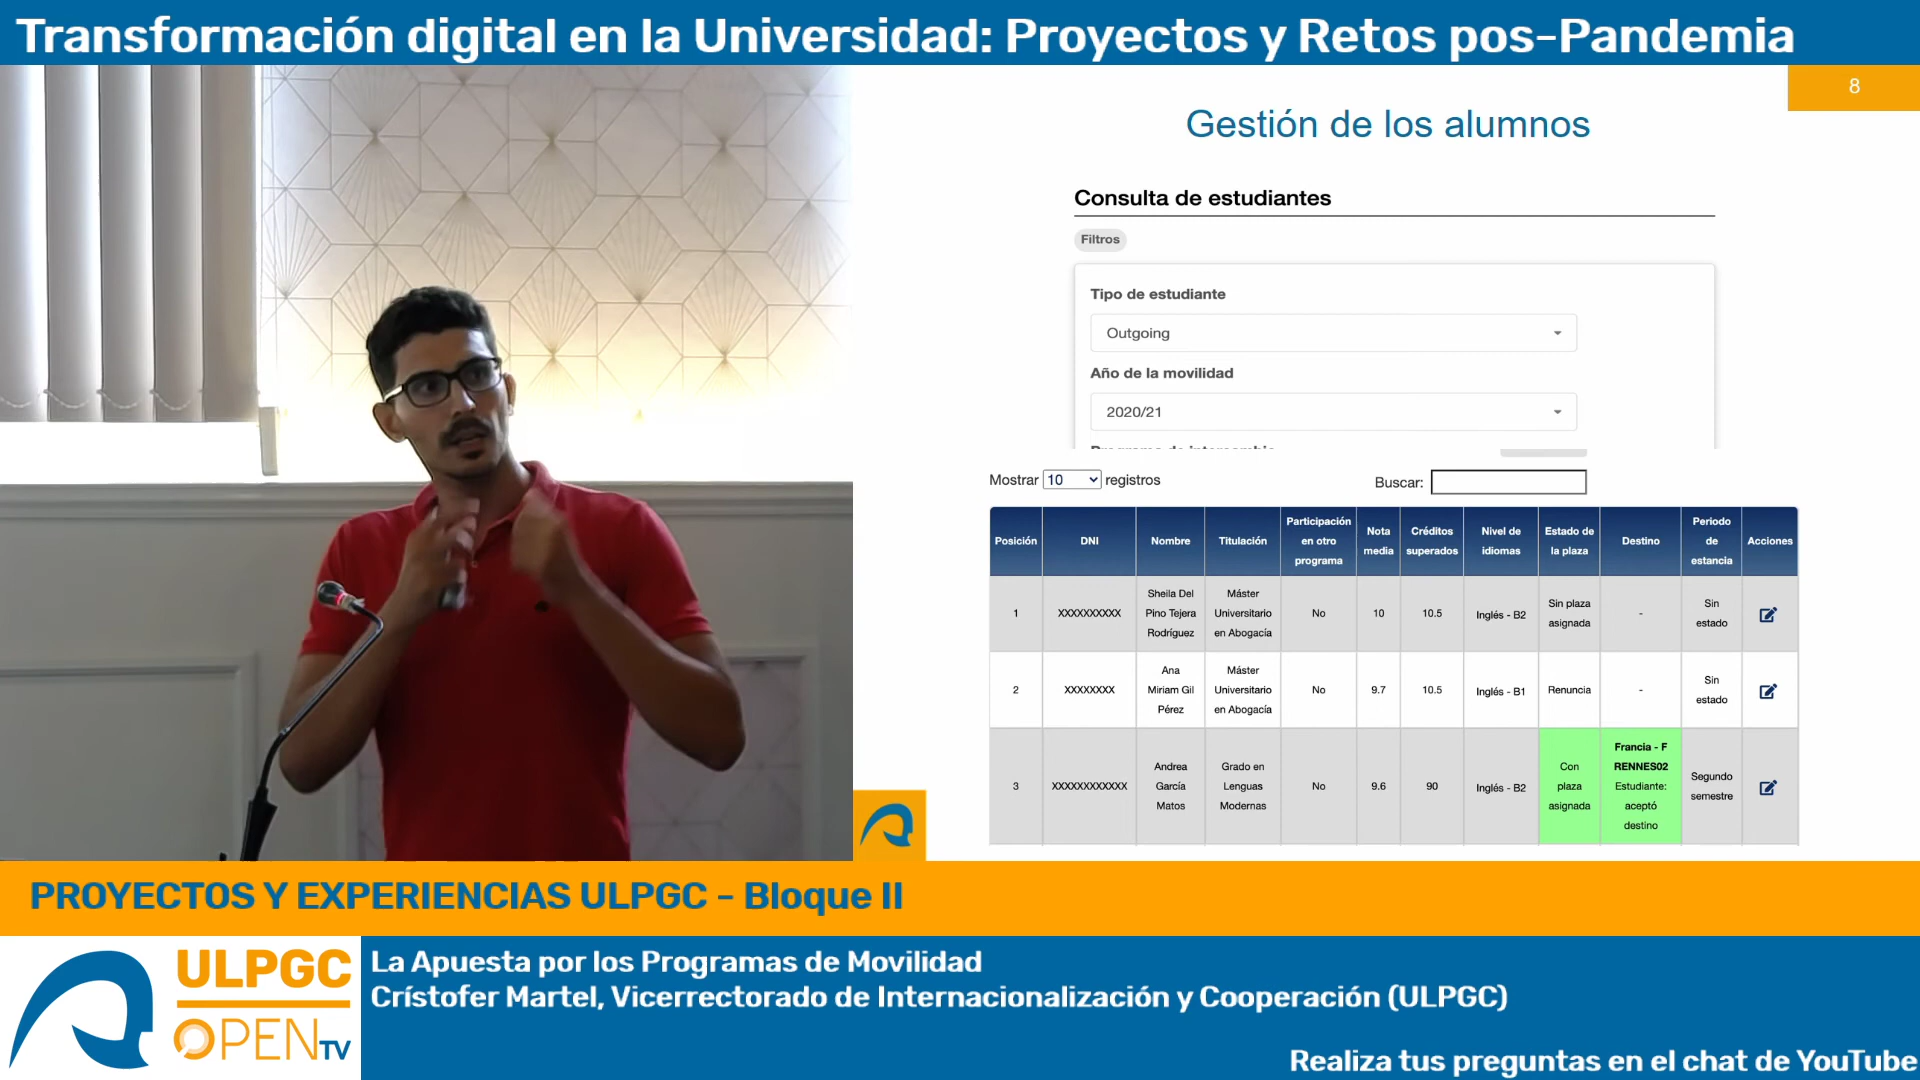 Transformación digital en la Universidad: Proyectos y Retos pos-Pandemia
8
Gestión de los alumnos
Consulta de estudiantes
Filtros
Tipo de estudiante
Outgoing
Año de la movilidad
2020/21
Programa de intercambio
Mostrar 10 registros
Buscar:
Posición DNI Nombre Titulación Participación en otro programa Nota media Créditos superados Nivel de idiomas Estado de la plaza Destino Periodo de estancia Acciones
1 XXXXXXXXXX Sheila Del Pino Tejera Rodríguez Máster Universitario en Abogacía No 10 10.5 Inglés - B2 Sin plaza asignada - Sin estado
2 XXXXXXXX Ana Miriam Gil Pérez Máster Universitario en Abogacía No 9.7 10.5 Inglés - B1 Renuncia - Sin estado
3 XXXXXXXXXXXX Andrea García Matos Grado en Lenguas Modernas No 9.6 90 Inglés - B2 Con plaza asignada Francia - F RENNES02 Estudiante: aceptó destino Segundo semestre
PROYECTOS Y EXPERIENCIAS ULPGC - Bloque II
ULPGC
OPEN TV
La Apuesta por los Programas de Movilidad
Crístofer Martel, Vicerrectorado de Internacionalización y Cooperación (ULPGC)
Realiza tus preguntas en el chat de YouTube